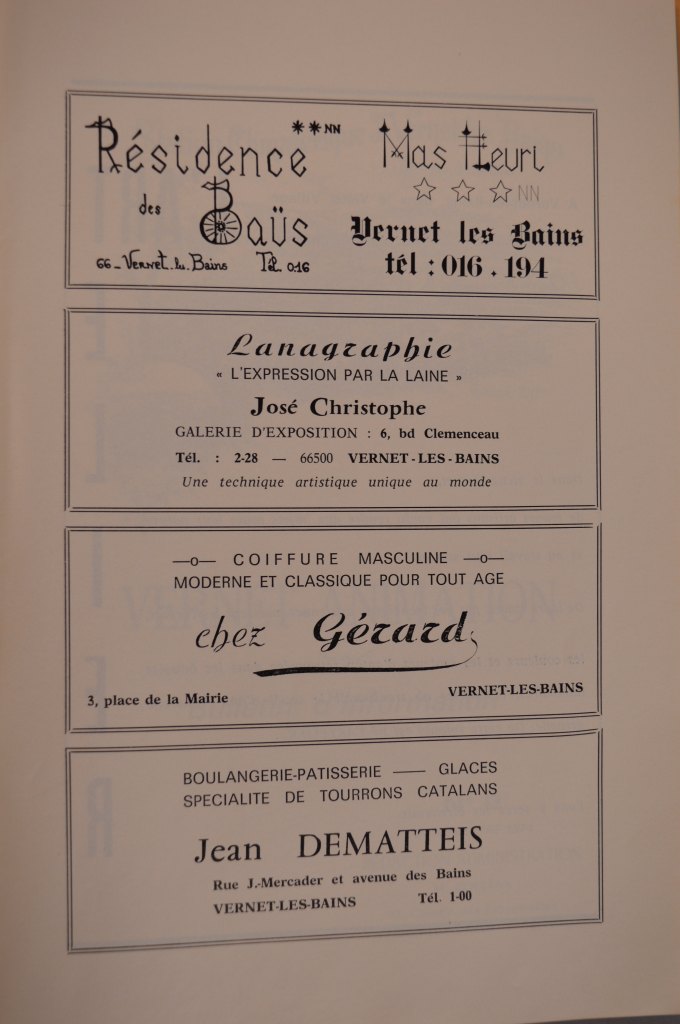 Résidence **NN
des Baüs
66 - Vernet-les-Bains Tél. 016
Mas Fleuri
☆ ☆ ☆ NN
Vernet les Bains
tél : 016 . 194
Lanagraphie
« L'EXPRESSION PAR LA LAINE »
José Christophe
GALERIE D'EXPOSITION : 6, bd Clemenceau
Tél. : 2-28 — 66500 VERNET-LES-BAINS
Une technique artistique unique au monde
—o— COIFFURE MASCULINE —o—
MODERNE ET CLASSIQUE POUR TOUT AGE
chez Gérard
3, place de la Mairie VERNET-LES-BAINS
BOULANGERIE-PATISSERIE —— GLACES
SPECIALITE DE TOURRONS CATALANS
Jean DEMATTEIS
Rue J.-Mercader et avenue des Bains
VERNET-LES-BAINS Tél. 1-00